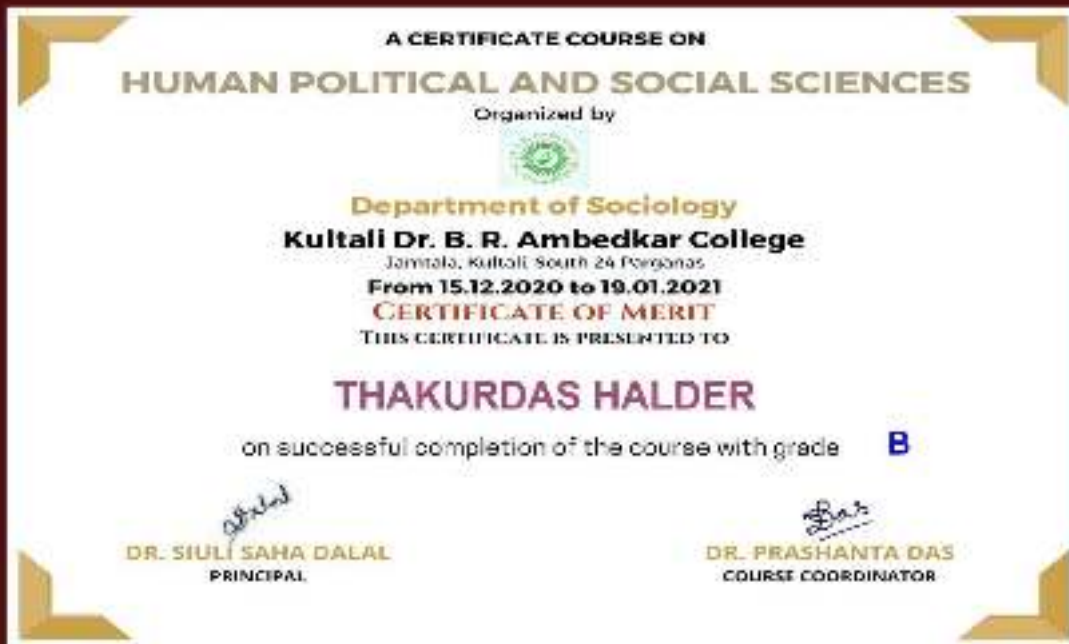 A CERTIFICATE COURSE ON
HUMAN POLITICAL AND SOCIAL SCIENCES
Organized by
Department of Sociology
Kultali Dr. B. R. Ambedkar College
Jamtala, Kultali, South 24 Parganas
From 15.12.2020 to 19.01.2021
CERTIFICATE OF MERIT
THIS CERTIFICATE IS PRESENTED TO
THAKURDAS HALDER
on successful completion of the course with grade B
DR. SIULI SAHA DALAL
PRINCIPAL
Das
DR. PRASHANTA DAS
COURSE COORDINATOR